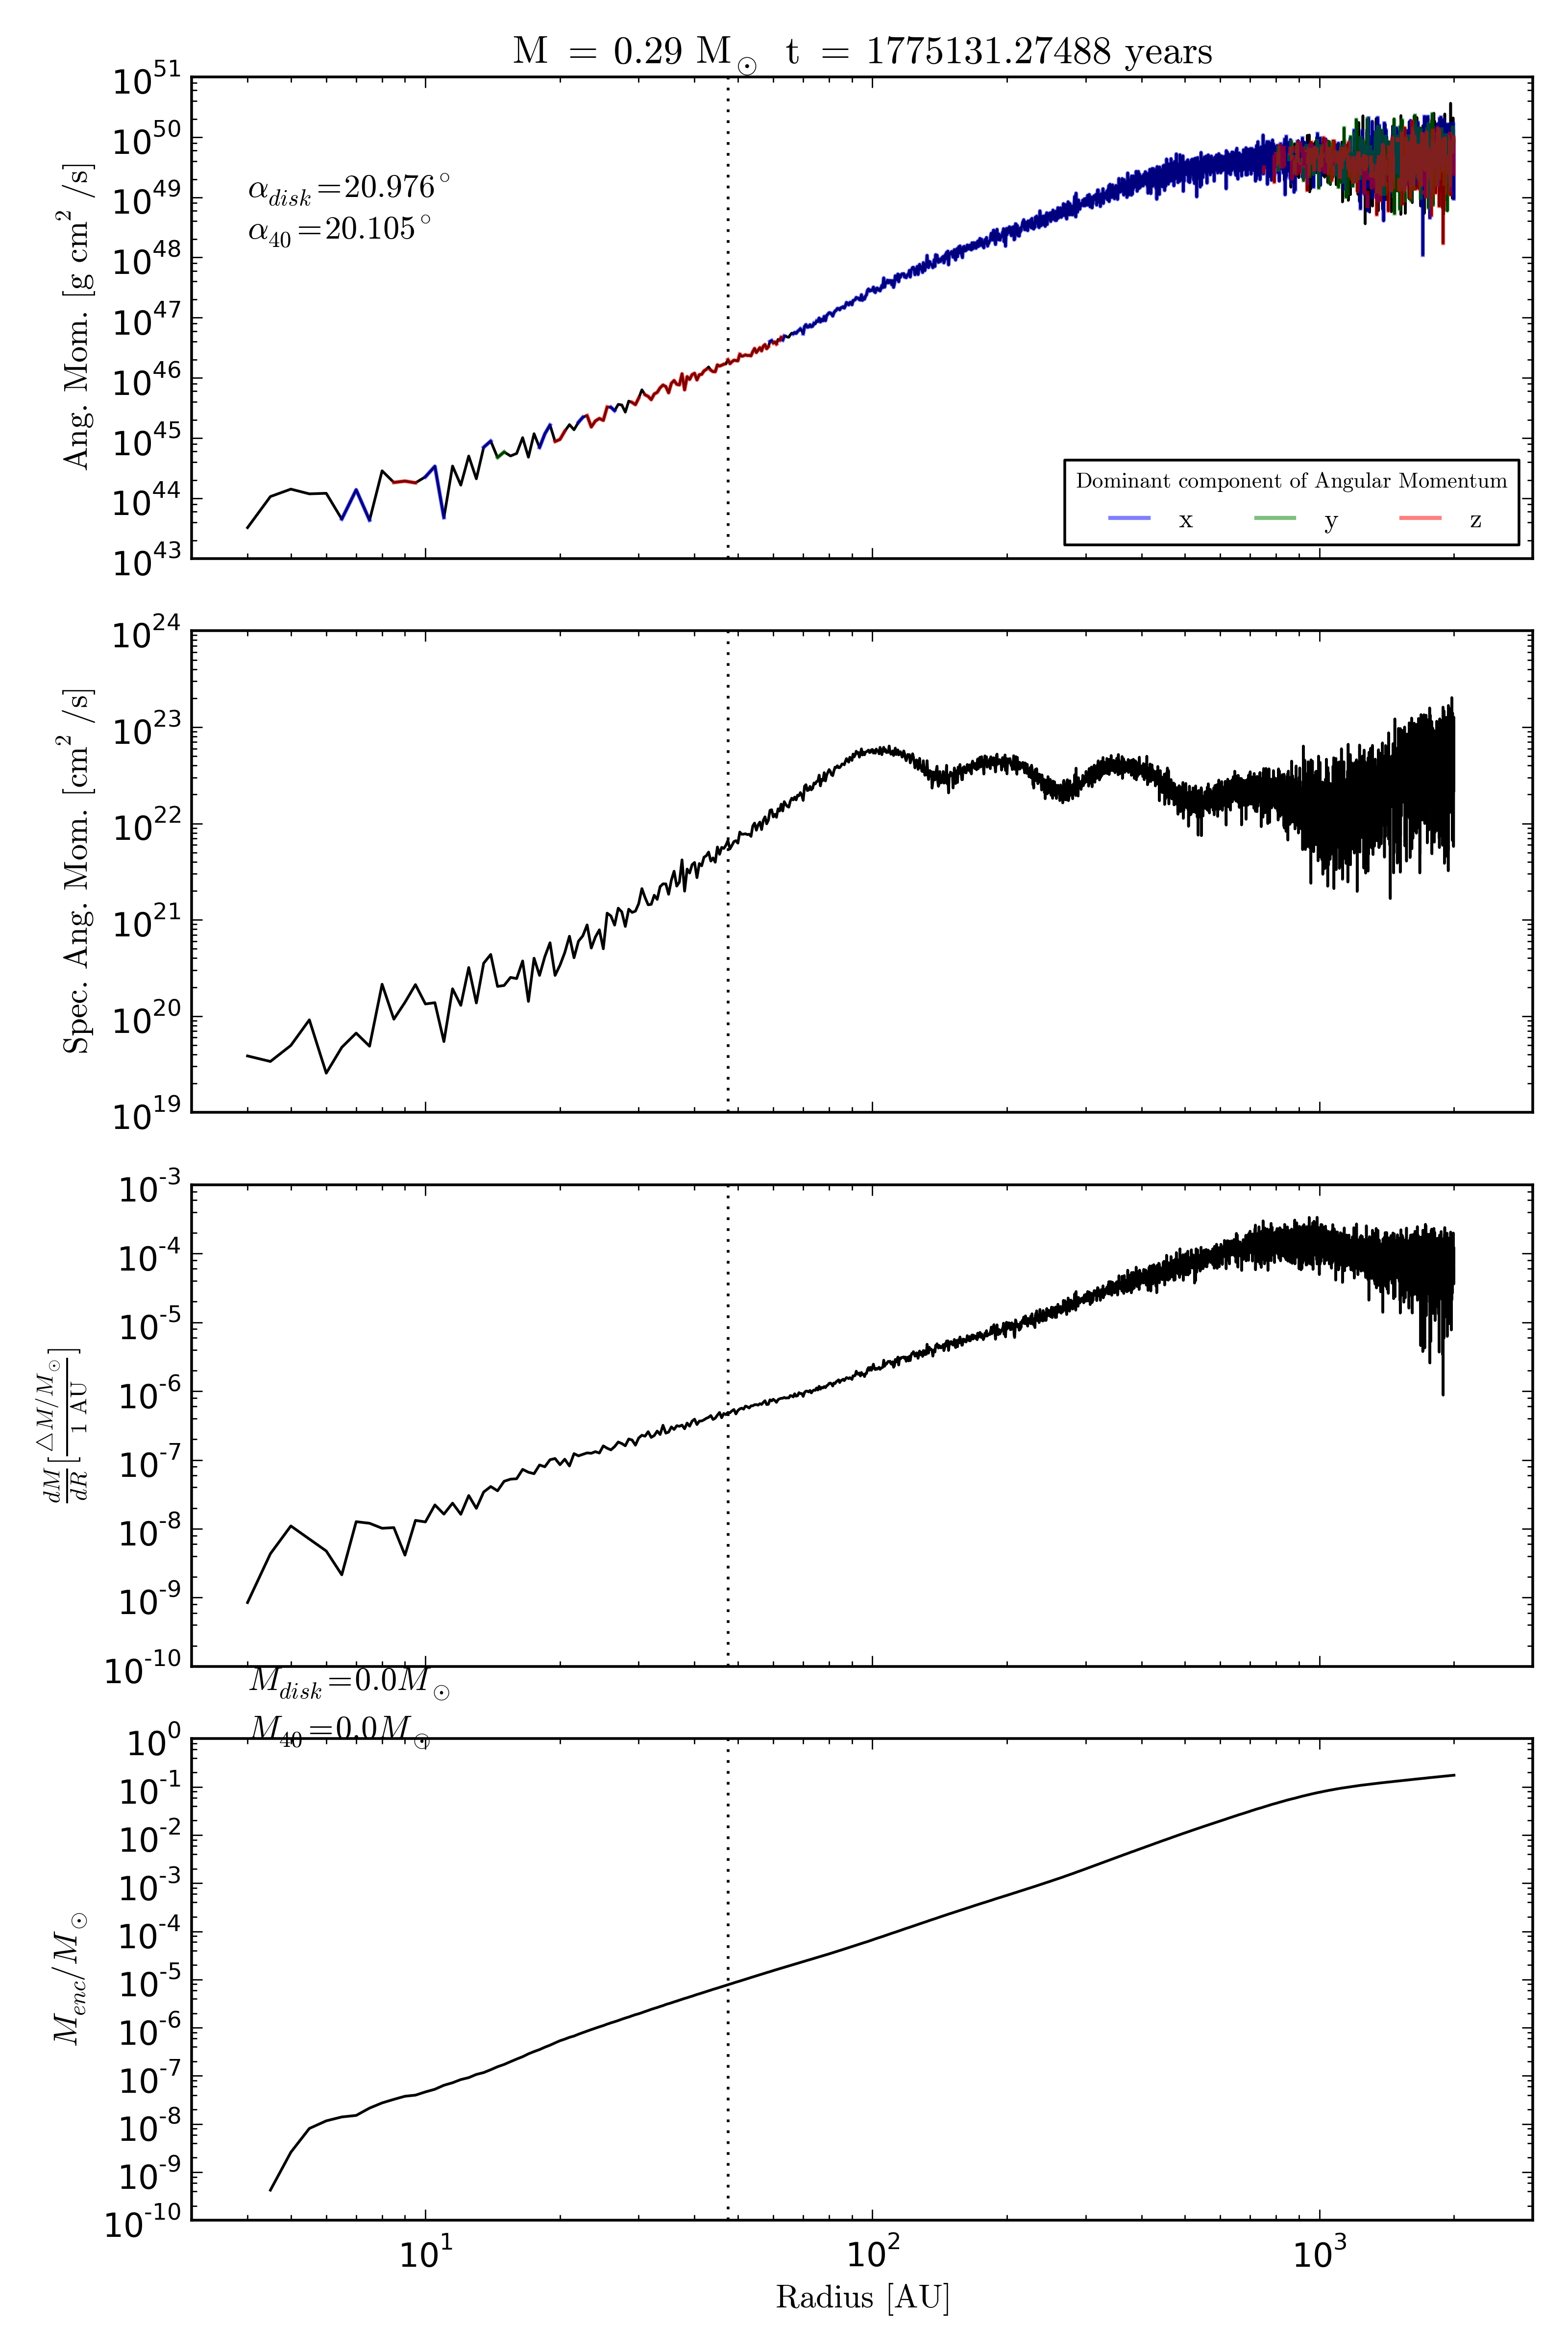 M = 0.29 M⊙ t = 1775131.27488 years
10^51
10^50
10^49
10^48
10^47
10^46
10^45
10^44
10^43
Ang. Mom. [g cm² /s]
α_disk=20.976°
α_40=20.105°
Dominant component of Angular Momentum
x y z
10^24
10^23
10^22
10^21
10^20
10^19
Spec. Ang. Mom. [cm² /s]
10^-3
10^-4
10^-5
10^-6
10^-7
10^-8
10^-9
10^-10
dM/dR [△M/M⊙ / 1 AU]
M_disk=0.0M⊙
M_40=0.0M⊙
10^0
10^-1
10^-2
10^-3
10^-4
10^-5
10^-6
10^-7
10^-8
10^-9
10^-10
M_enc/M⊙
10^1 10^2 10^3
Radius [AU]